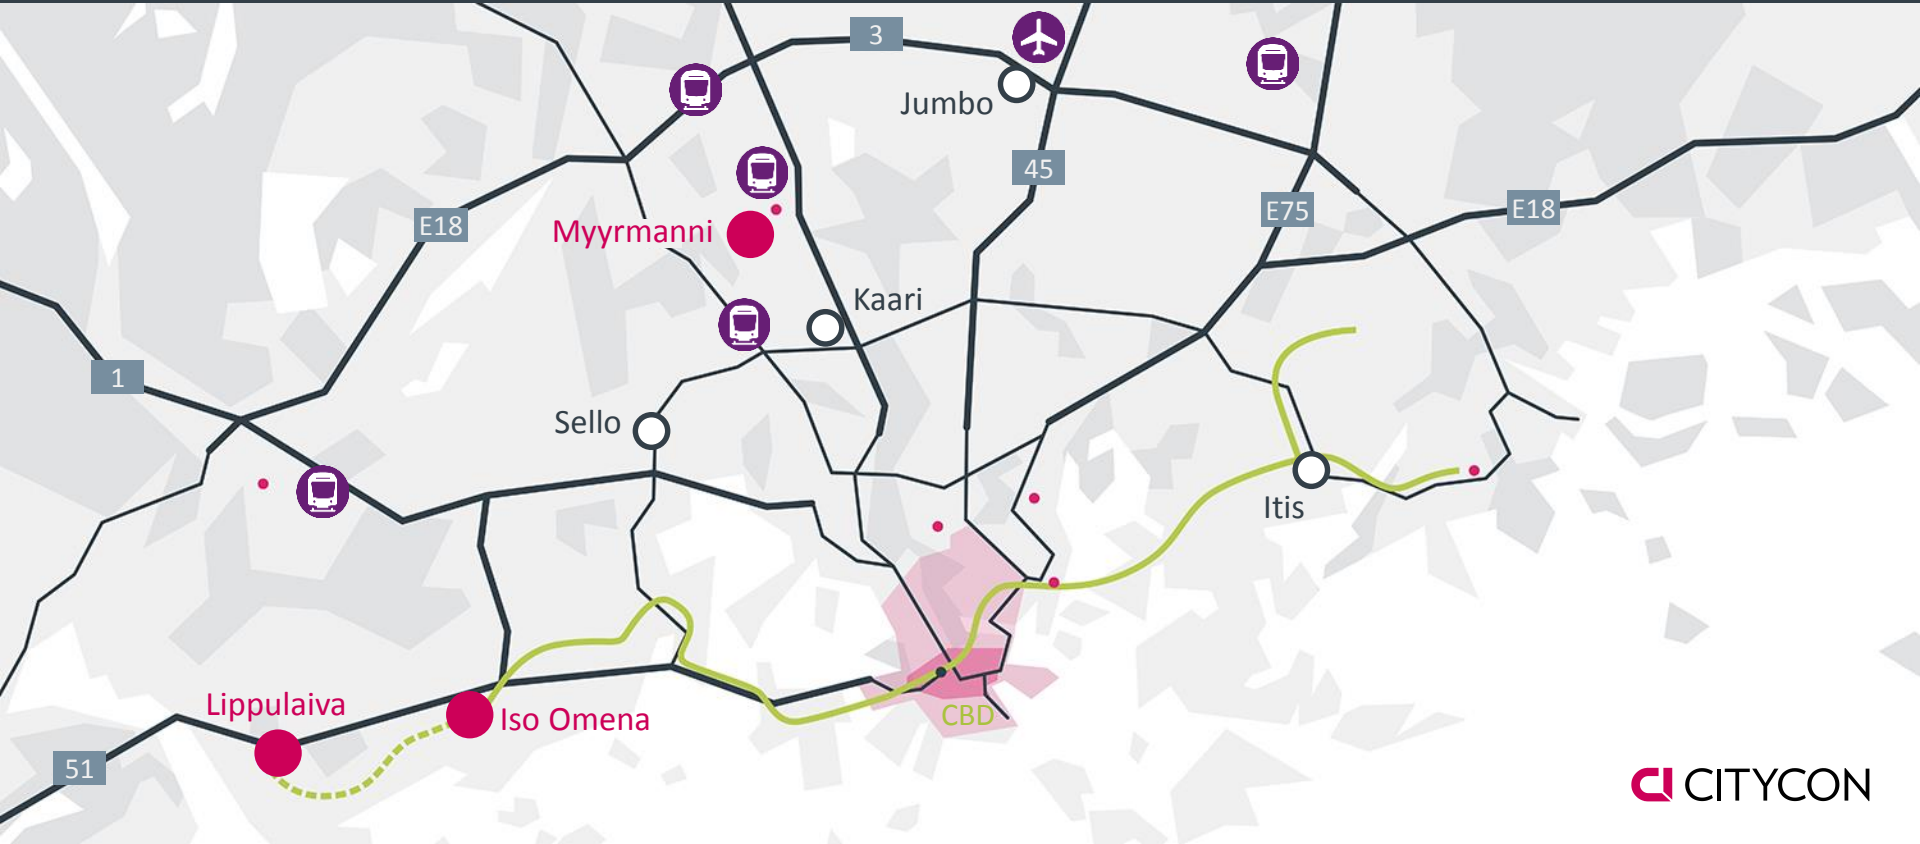 3
Jumbo
45
E18
Myyrmanni
E75
E18
Kaari
1
Sello
Itis
Lippulaiva
Iso Omena
CBD
51
CITYCON